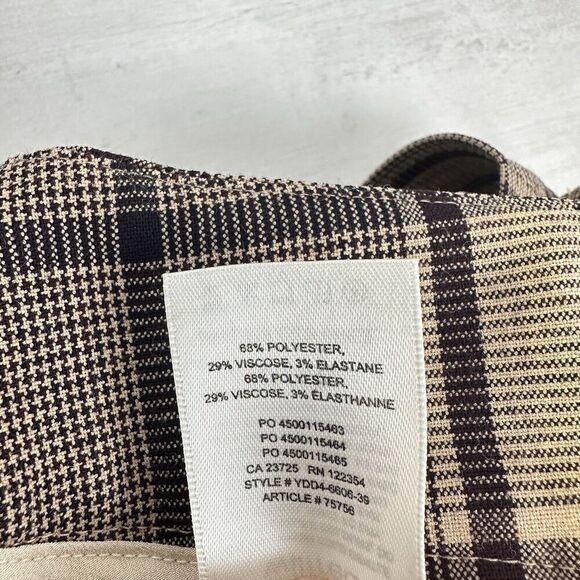 68% POLYESTER,
29% VISCOSE, 3% ELASTANE
68% POLYESTER,
29% VISCOSE, 3% ÉLASTHANNE
PO 4500115463
PO 4500115464
PO 4500115465
CA 23725 RN 122354
STYLE # YDD4-6606-39
ARTICLE # 75756